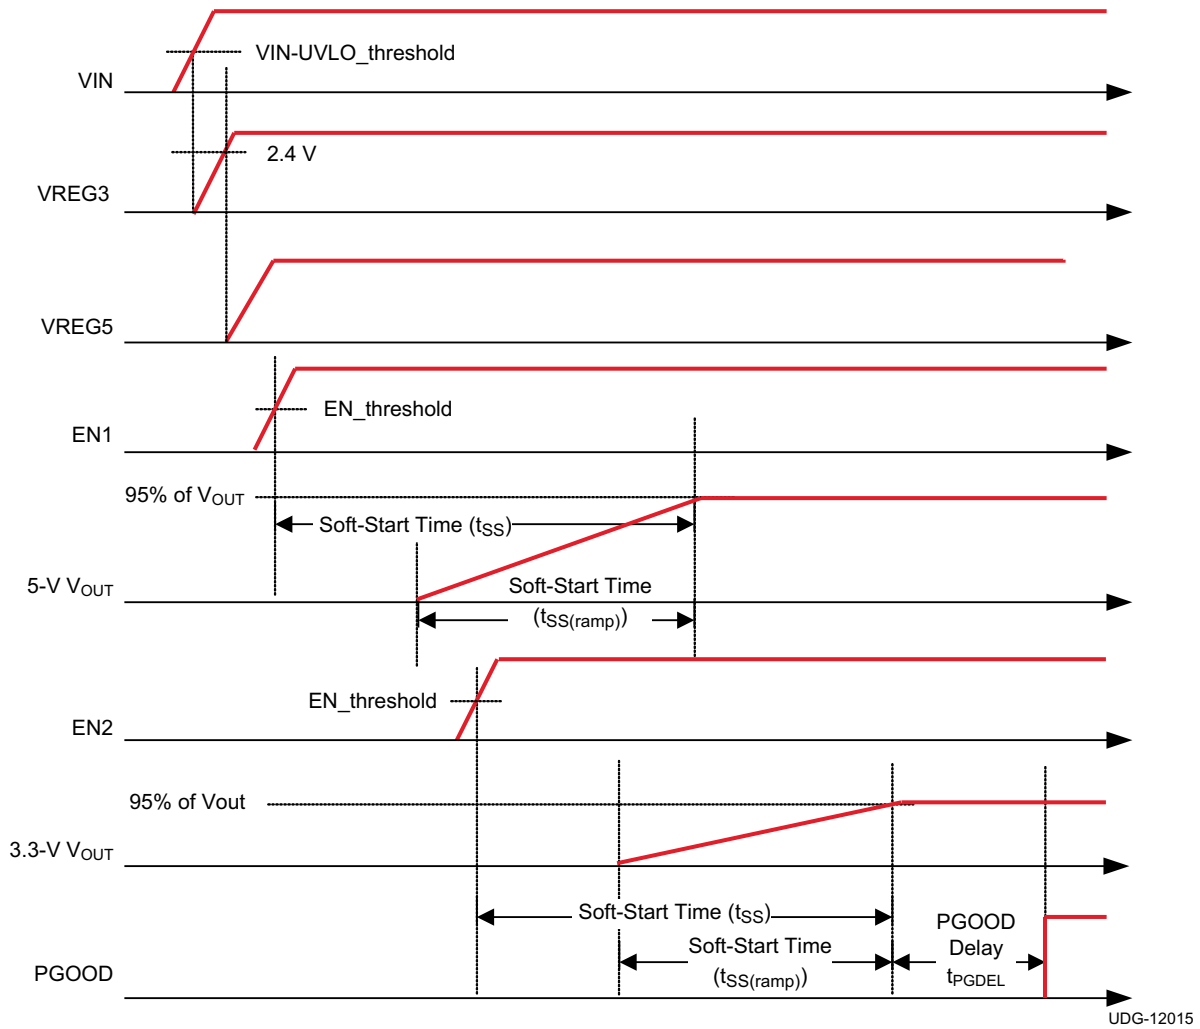 VIN-UVLO_threshold
VIN
2.4 V
VREG3
VREG5
EN_threshold
EN1
95% of VOUT
Soft-Start Time (tSS)
5-V VOUT
Soft-Start Time
(tSS(ramp))
EN_threshold
EN2
95% of Vout
3.3-V VOUT
Soft-Start Time (tSS)
Soft-Start Time
(tSS(ramp))
PGOOD
Delay
tPGDEL
PGOOD
UDG-12015